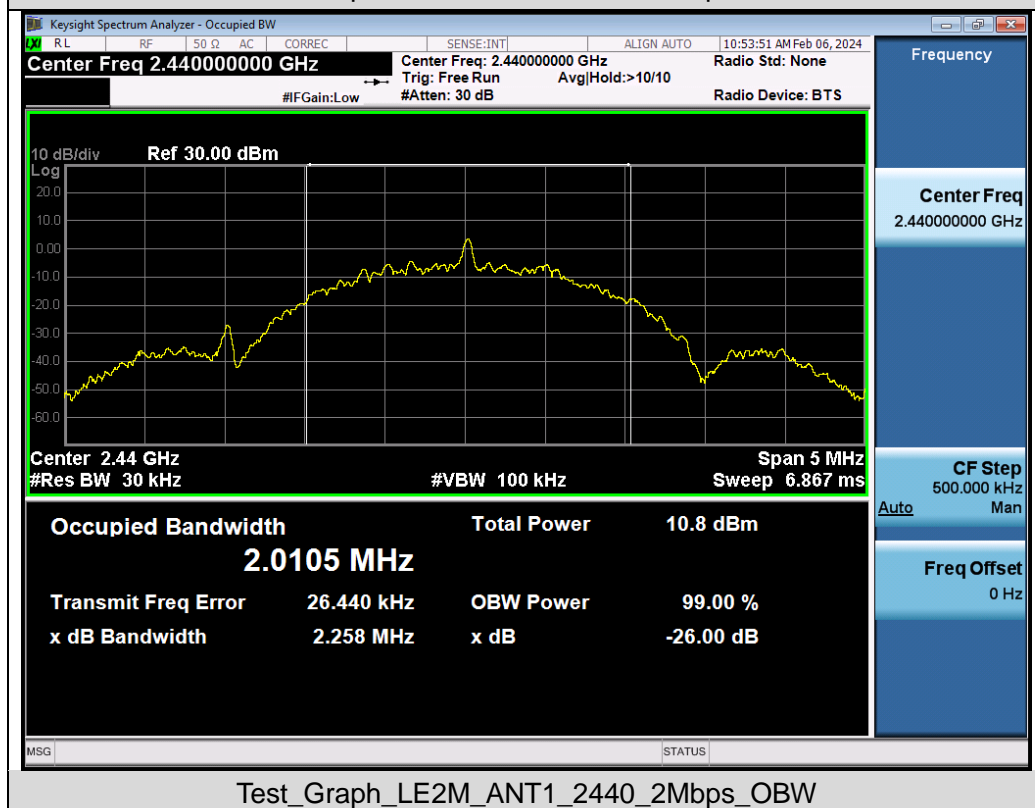 Keysight Spectrum Analyzer - Occupied BW
LXI RL RF 50 Ω AC CORREC SENSE:INT ALIGN AUTO 10:53:51 AM Feb 06, 2024
Center Freq 2.440000000 GHz Center Freq: 2.440000000 GHz Radio Std: None
Trig: Free Run Avg|Hold:>10/10
#IFGain:Low #Atten: 30 dB Radio Device: BTS
10 dB/div Ref 30.00 dBm
Log
20.0
10.0
0.00
-10.0
-20.0
-30.0
-40.0
-50.0
-60.0
Center 2.44 GHz Span 5 MHz
#Res BW 30 kHz #VBW 100 kHz Sweep 6.867 ms
Occupied Bandwidth Total Power 10.8 dBm
2.0105 MHz
Transmit Freq Error 26.440 kHz OBW Power 99.00 %
x dB Bandwidth 2.258 MHz x dB -26.00 dB
MSG STATUS
Frequency
Center Freq
2.440000000 GHz
CF Step
500.000 kHz
Auto Man
Freq Offset
0 Hz
Test_Graph_LE2M_ANT1_2440_2Mbps_OBW